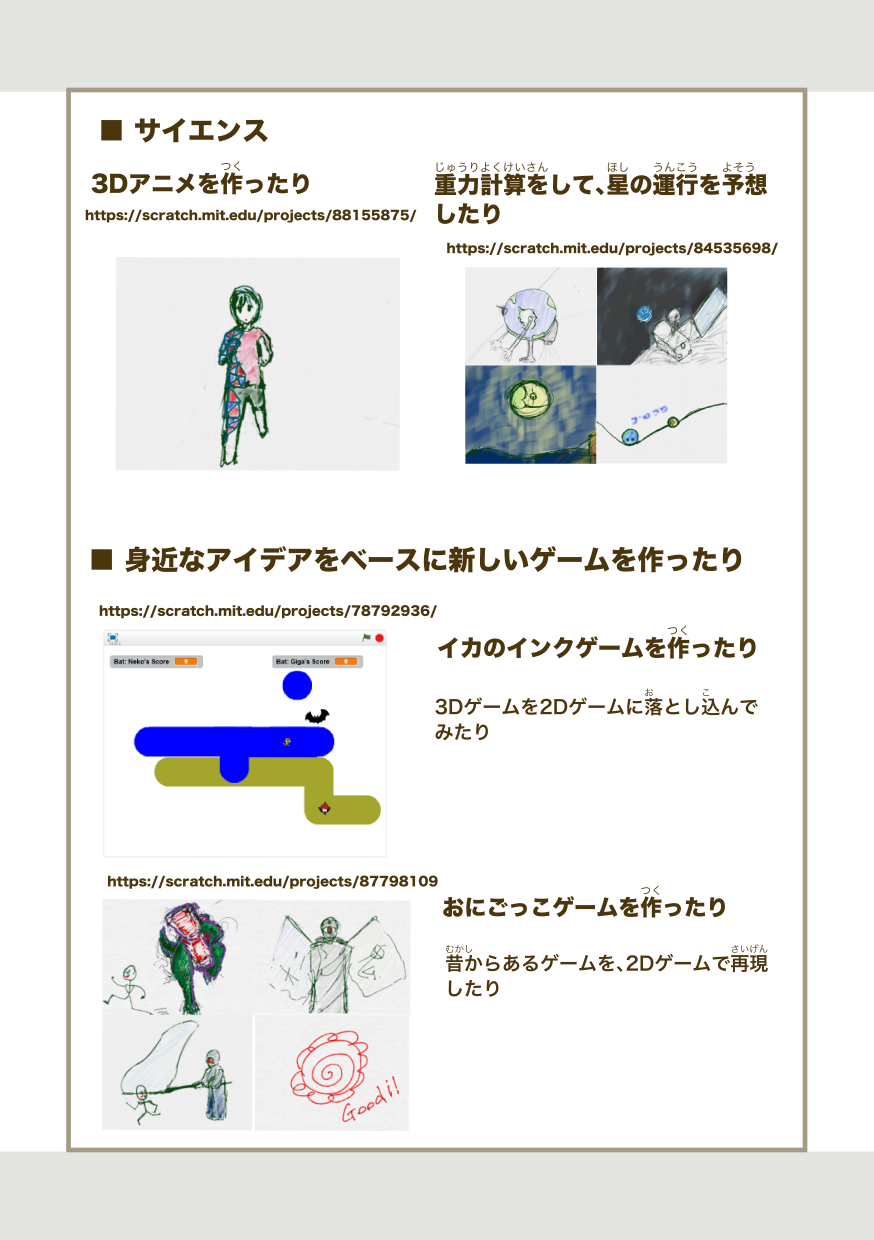 ■ サイエンス
つく
3Dアニメを作ったり
https://scratch.mit.edu/projects/88155875/
じゅうりよくけいさん ほし うんこう よそう
重力計算をして、星の運行を予想
したり
https://scratch.mit.edu/projects/84535698/
■ 身近なアイデアをベースに新しいゲームを作ったり
https://scratch.mit.edu/projects/78792936/
Bat: Neko's Score 9
Bat: Giga's Score 8
つく
イカのインクゲームを作ったり
お こ
3Dゲームを2Dゲームに落とし込んで
みたり
https://scratch.mit.edu/projects/87798109
Good!!
つく
おにごっこゲームを作ったり
むかし さいげん
昔からあるゲームを、2Dゲームで再現
したり